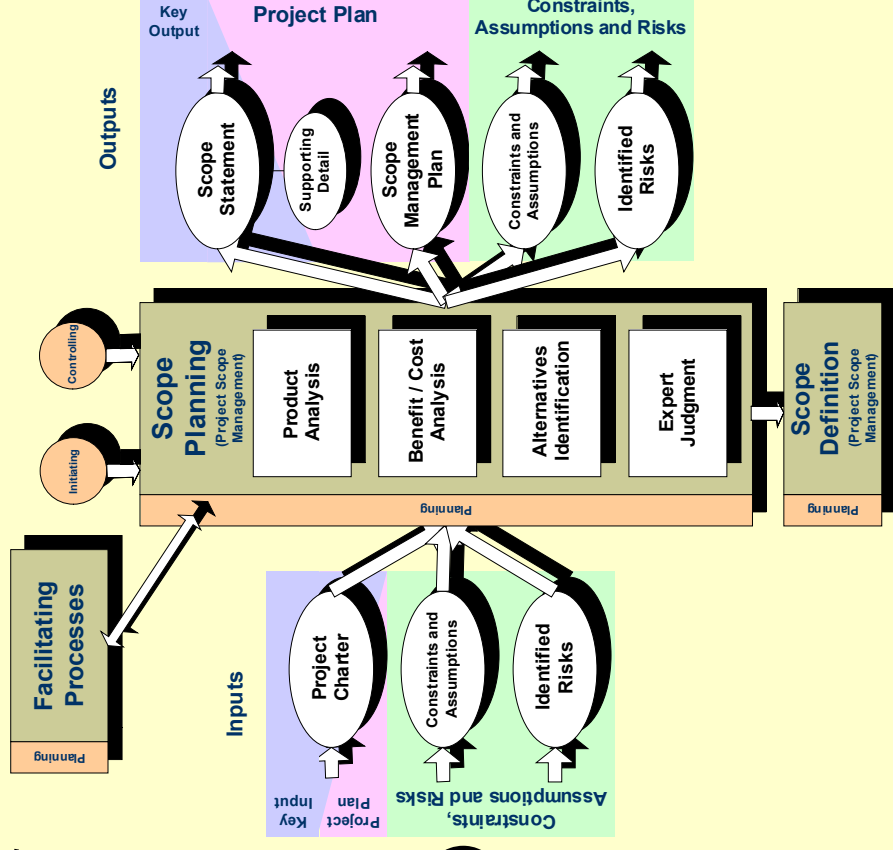 Key
Output
Project Plan
Constraints,
Assumptions and Risks
Outputs
Scope
Statement
Supporting
Detail
Scope
Management
Plan
Constraints and
Assumptions
Identified
Risks
Controlling
Initiating
Scope
Planning
(Project Scope
Management)
Product
Analysis
Benefit / Cost
Analysis
Alternatives
Identification
Expert
Judgment
Planning
Scope
Definition
(Project Scope
Management)
Planning
Facilitating
Processes
Planning
Inputs
Project
Charter
Constraints and
Assumptions
Identified
Risks
Key
Input
Project
Plan
Constraints,
Assumptions and Risks